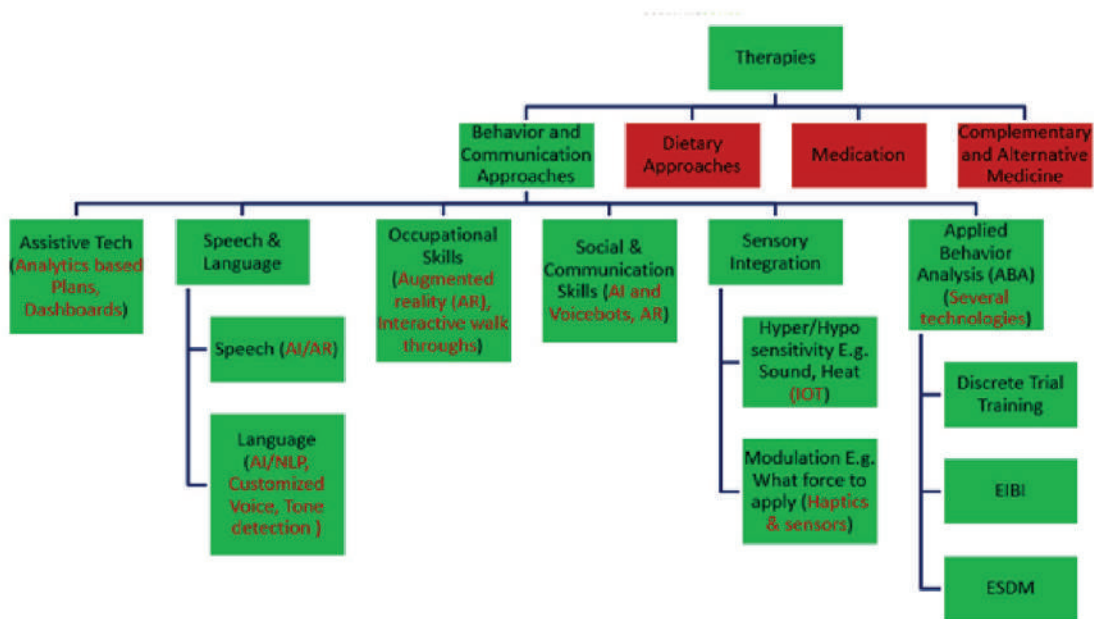 Therapies
Behavior and
Communication
Approaches
Dietary
Approaches
Medication
Complementary
and Alternative
Medicine
Assistive Tech
(Analytics based
Plans,
Dashboards)
Speech &
Language
Occupational
Skills
(Augmented
reality (AR),
Interactive walk
throughs)
Social &
Communication
Skills (AI and
Voicebots, AR)
Sensory
Integration
Applied
Behavior
Analysis (ABA)
(Several
technologies)
Speech (AI/AR)
Language
(AI/NLP,
Customized
Voice, Tone
detection )
Hyper/Hypo
sensitivity E.g.
Sound, Heat
(IOT)
Modulation E.g.
What force to
apply (Haptics
& sensors)
Discrete Trial
Training
EIBI
ESDM